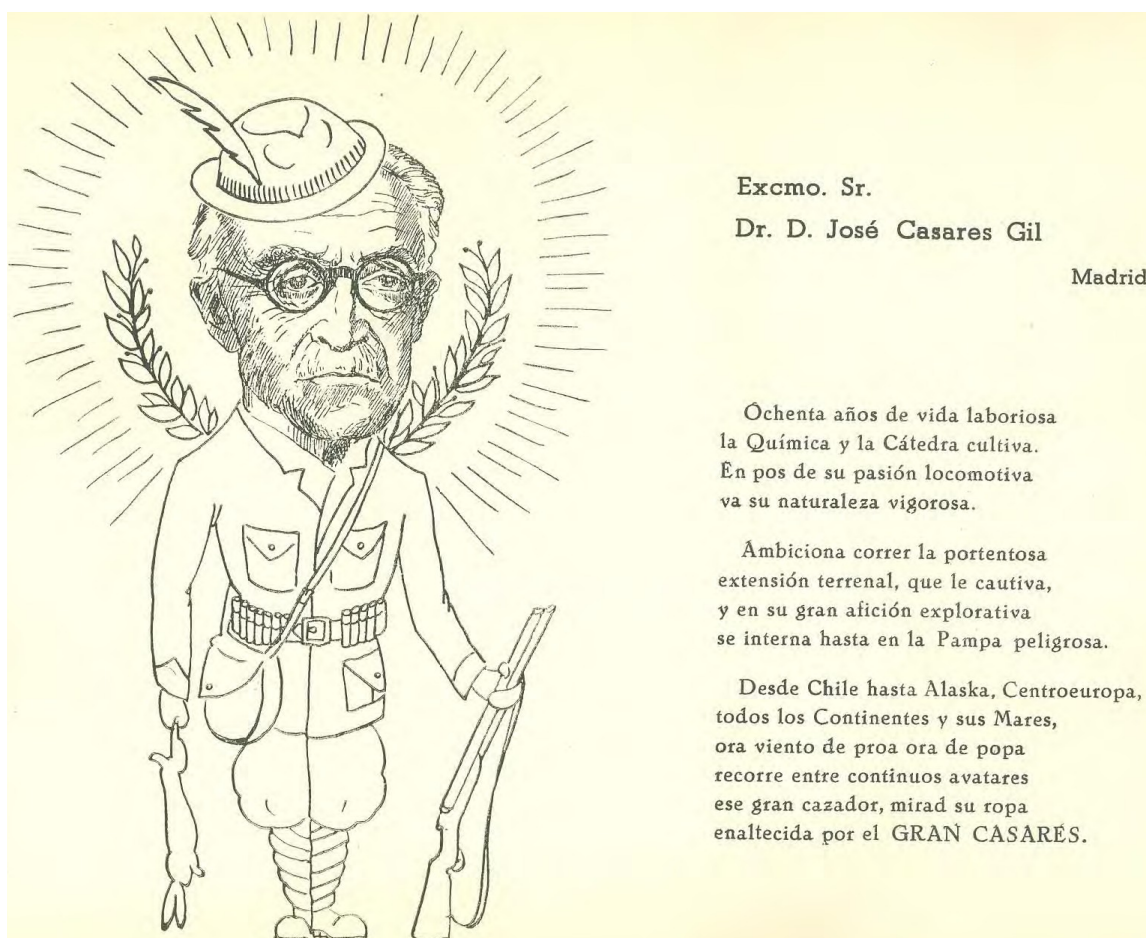 Excmo. Sr.
Dr. D. José Casares Gil
Madrid
Ochenta años de vida laboriosa
la Química y la Cátedra cultiva.
En pos de su pasión locomotiva
va su naturaleza vigorosa.
Ambiciona correr la portentosa
extensión terrenal, que le cautiva,
y en su gran afición explorativa
se interna hasta en la Pampa peligrosa.
Desde Chile hasta Alaska, Centroeuropa,
todos los Continentes y sus Mares,
ora viento de proa ora de popa
recorre entre continuos avatares
ese gran cazador, mirad su ropa
enaltecida por el GRAN CASARES.